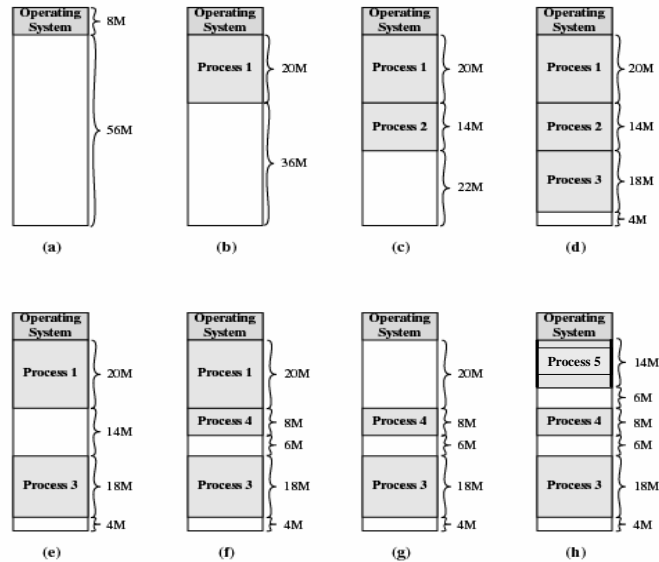 Operating
System
8M
56M
(a)
Operating
System
Process 1
20M
36M
(b)
Operating
System
Process 1
20M
Process 2
14M
22M
(c)
Operating
System
Process 1
20M
Process 2
14M
Process 3
18M
4M
(d)
Operating
System
Process 1
20M
14M
Process 3
18M
4M
(e)
Operating
System
Process 1
20M
Process 4
8M
6M
Process 3
18M
4M
(f)
Operating
System
20M
Process 4
8M
6M
Process 3
18M
4M
(g)
Operating
System
Process 5
14M
6M
Process 4
8M
6M
Process 3
18M
4M
(h)